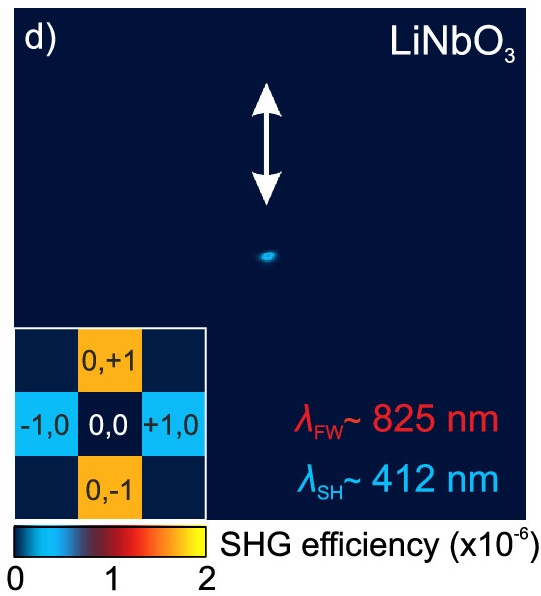 d) LiNbO₃
0,+1
-1,0 0,0 +1,0
0,-1
λFW~ 825 nm
λSH~ 412 nm
SHG efficiency (x10⁻⁶)
0 1 2